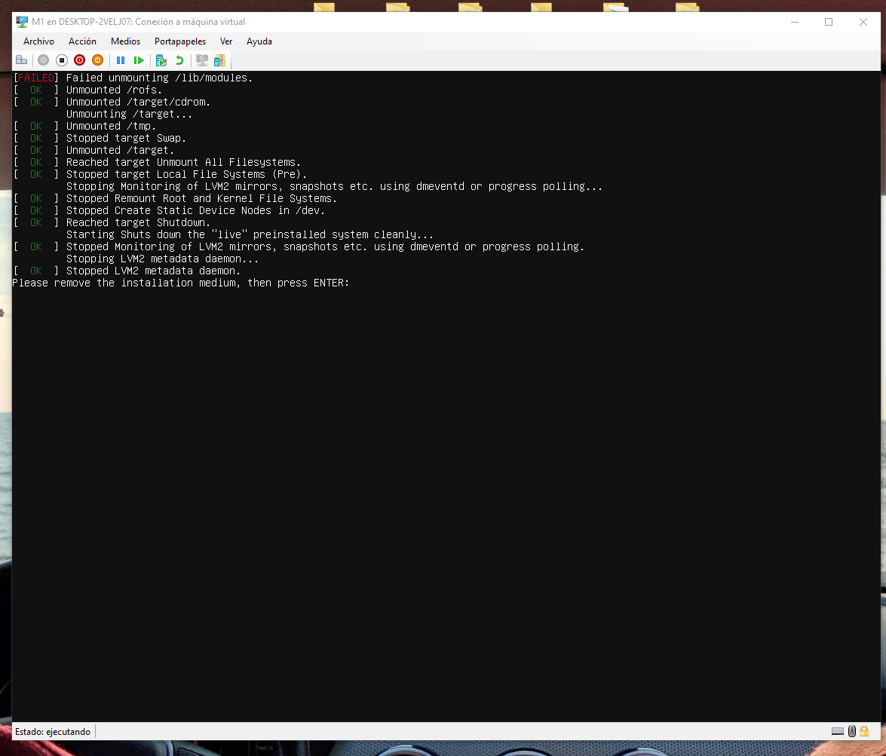 M1 en DESKTOP-2VELJ07: Conexión a máquina virtual
Archivo Acción Medios Portapapeles Ver Ayuda
[FAILED] Failed unmounting /lib/modules.
[  OK  ] Unmounted /rofs.
[  OK  ] Unmounted /target/cdrom.
Unmounting /target...
[  OK  ] Unmounted /tmp.
[  OK  ] Stopped target Swap.
[  OK  ] Unmounted /target.
[  OK  ] Reached target Unmount All Filesystems.
[  OK  ] Stopped target Local File Systems (Pre).
Stopping Monitoring of LVM2 mirrors, snapshots etc. using dmeventd or progress polling...
[  OK  ] Stopped Remount Root and Kernel File Systems.
[  OK  ] Stopped Create Static Device Nodes in /dev.
[  OK  ] Reached target Shutdown.
Starting Shuts down the "live" preinstalled system cleanly...
[  OK  ] Stopped Monitoring of LVM2 mirrors, snapshots etc. using dmeventd or progress polling.
Stopping LVM2 metadata daemon...
[  OK  ] Stopped LVM2 metadata daemon.
Please remove the installation medium, then press ENTER:
Estado: ejecutando